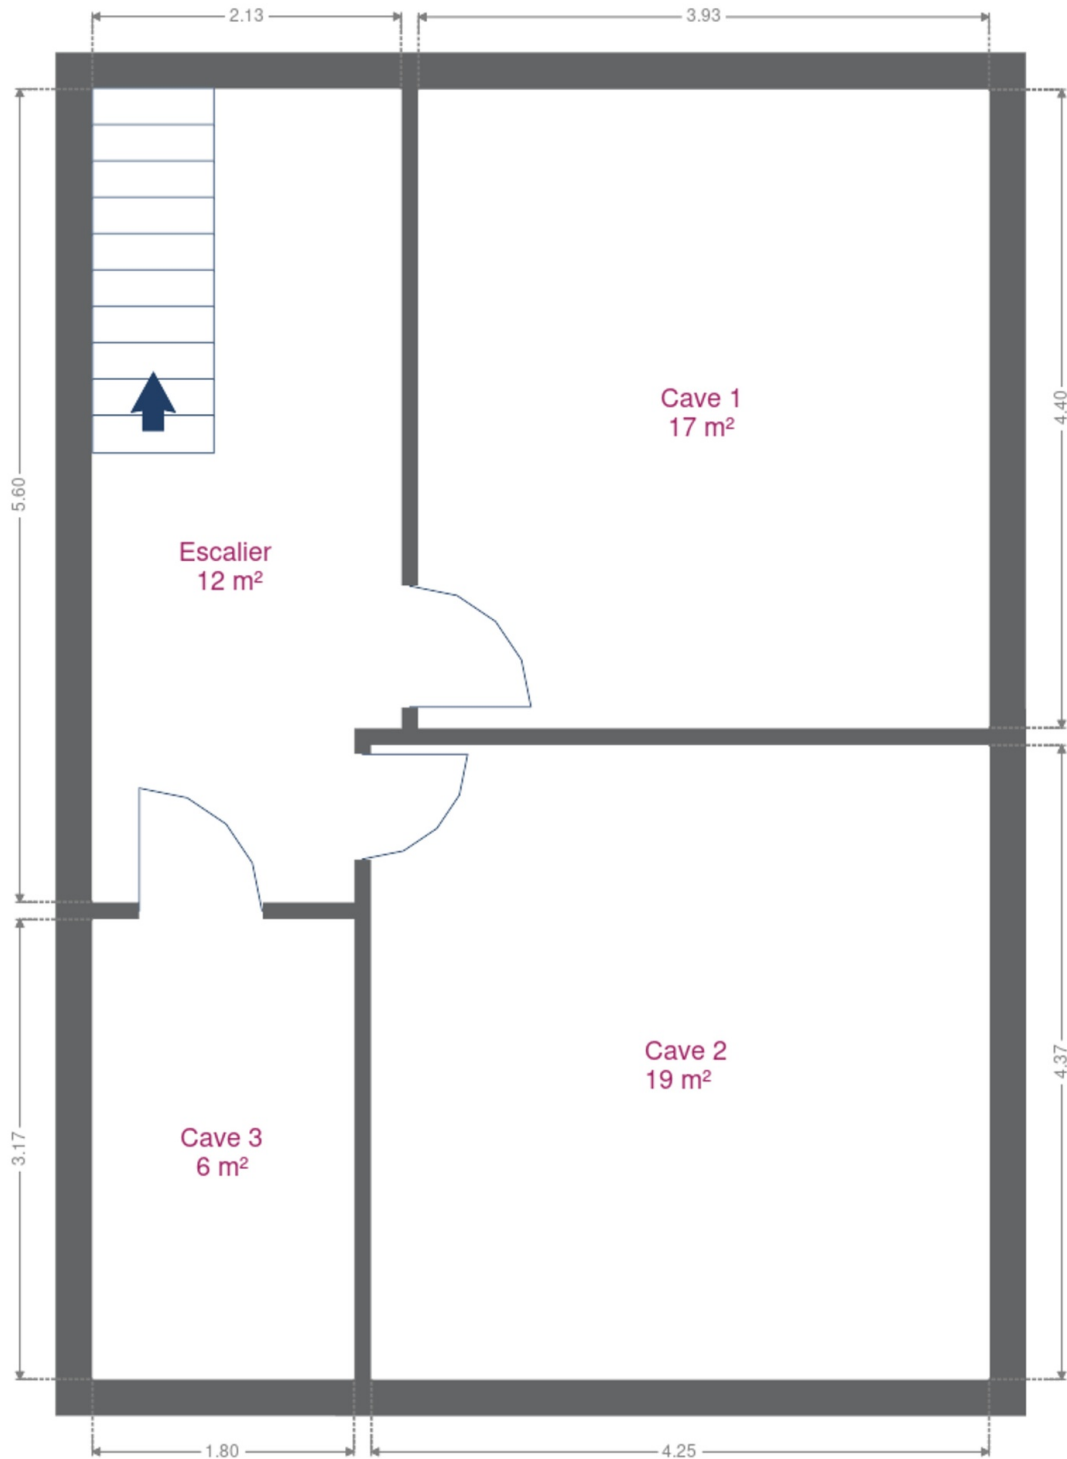 2.13
3.93
Cave 1
17 m²
4.40
5.60
Escalier
12 m²
Cave 2
19 m²
4.37
Cave 3
6 m²
3.17
1.80
4.25